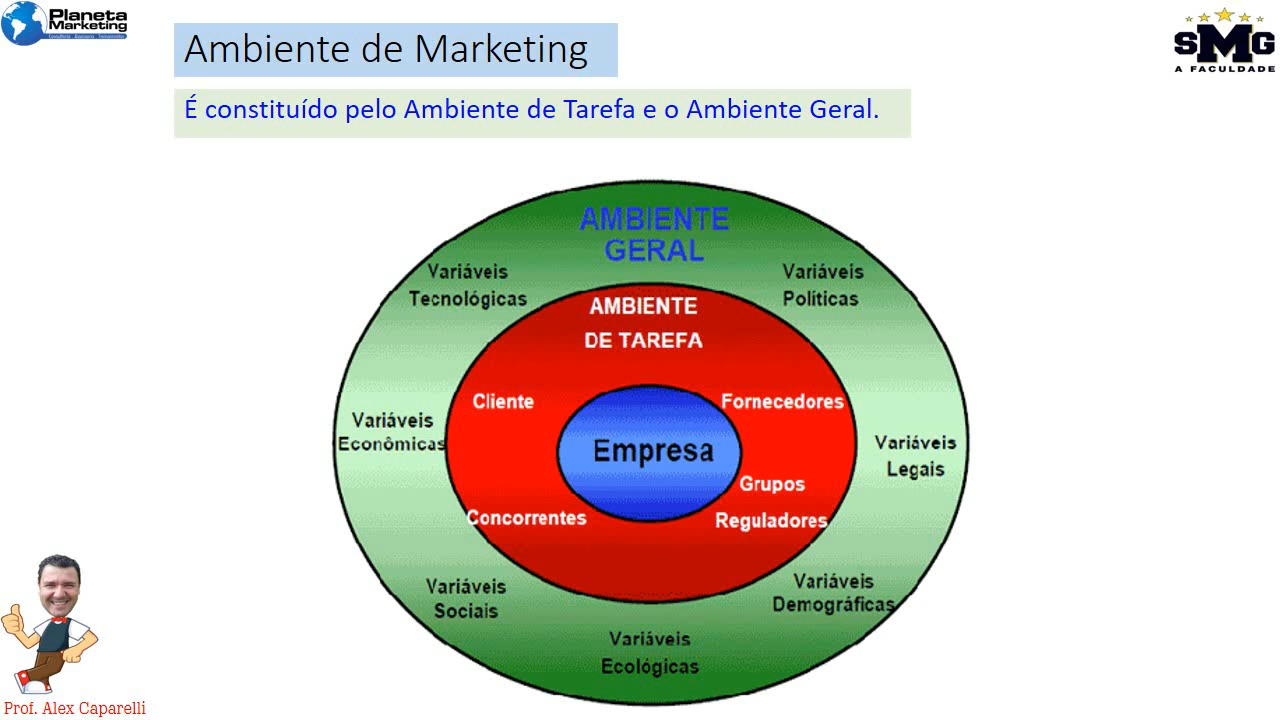 Planeta
Marketing
Ambiente de Marketing
SMG
A FACULDADE
É constituído pelo Ambiente de Tarefa e o Ambiente Geral.
AMBIENTE
GERAL
Variáveis
Tecnológicas
Variáveis
Políticas
AMBIENTE
DE TAREFA
Cliente
Fornecedores
Variáveis
Econômicas
Empresa
Variáveis
Legais
Grupos
Reguladores
Concorrentes
Variáveis
Sociais
Variáveis
Demográficas
Variáveis
Ecológicas
Prof. Alex Caparelli